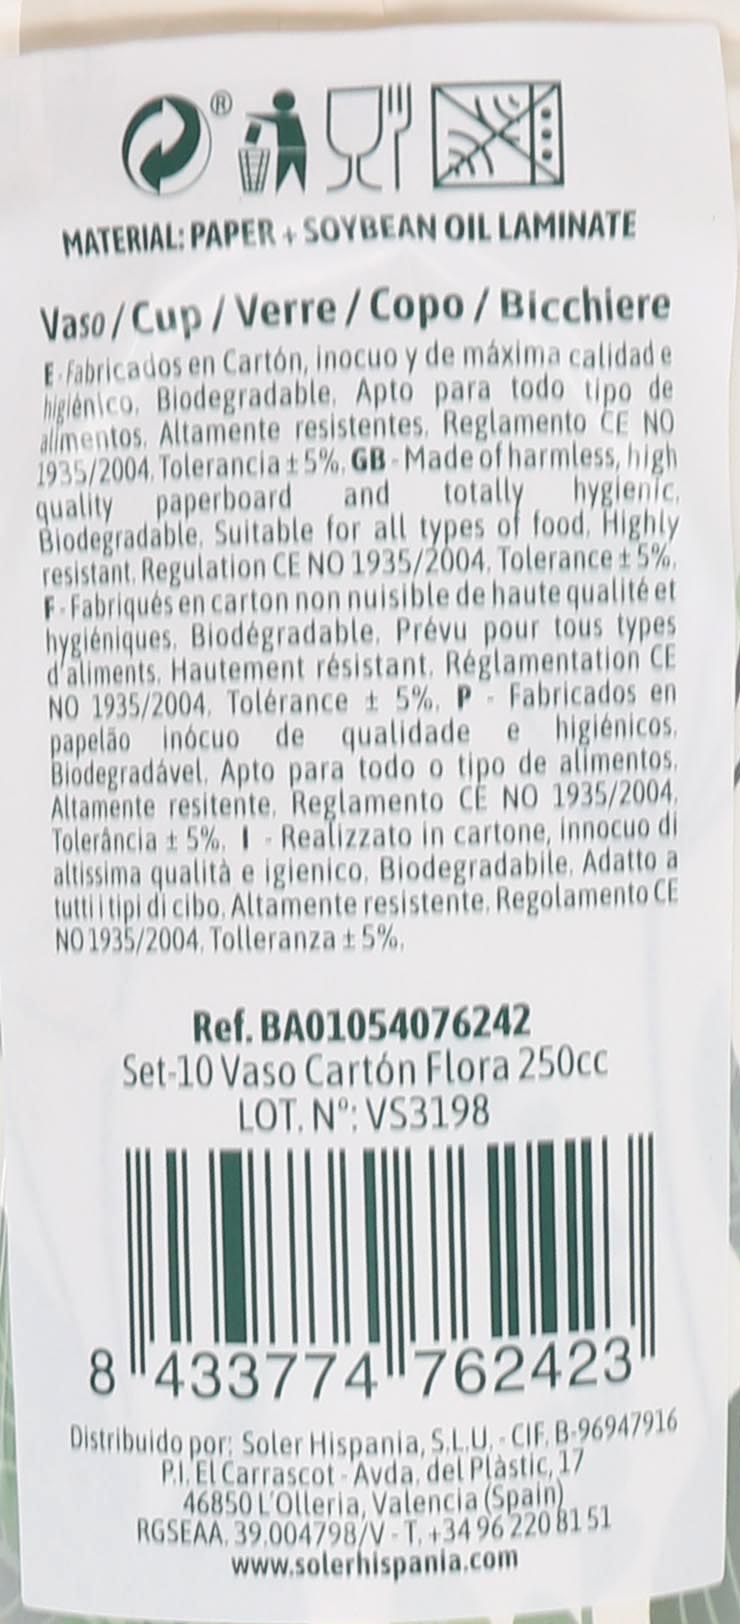 ®
MATERIAL: PAPER + SOYBEAN OIL LAMINATE
Vaso / Cup / Verre / Copo / Bicchiere
E - Fabricados en Cartón, inocuo y de máxima calidad e
higiénico. Biodegradable. Apto para todo tipo de
alimentos. Altamente resistentes. Reglamento CE NO
1935/2004. Tolerancia ± 5%. GB - Made of harmless, high
quality paperboard and totally hygienic.
Biodegradable. Suitable for all types of food. Highly
resistant. Regulation CE NO 1935/2004. Tolerance ± 5%.
F - Fabriqués en carton non nuisible de haute qualité et
hygiéniques. Biodégradable. Prévu pour tous types
d'aliments. Hautement résistant. Réglamentation CE
NO 1935/2004. Tolérance ± 5%. P - Fabricados en
papelão inócuo de qualidade e higiénicos.
Biodegradável. Apto para todo o tipo de alimentos.
Altamente resitente. Reglamento CE NO 1935/2004.
Tolerância ± 5%. I - Realizzato in cartone, innocuo di
altissima qualità e igienico. Biodegradabile. Adatto a
tutti i tipi di cibo. Altamente resistente. Regolamento CE
NO 1935/2004. Tolleranza ± 5%.
Ref. BA01054076242
Set-10 Vaso Cartón Flora 250cc
LOT. Nº: VS3198
8 433774 762423
Distribuido por: Soler Hispania, S.L.U. - CIF. B-96947916
P.I. El Carrascot - Avda. del Plàstic, 17
46850 L'Olleria, Valencia (Spain)
RGSEAA. 39.004798/V - T. +34 96 220 81 51
www.solerhispania.com